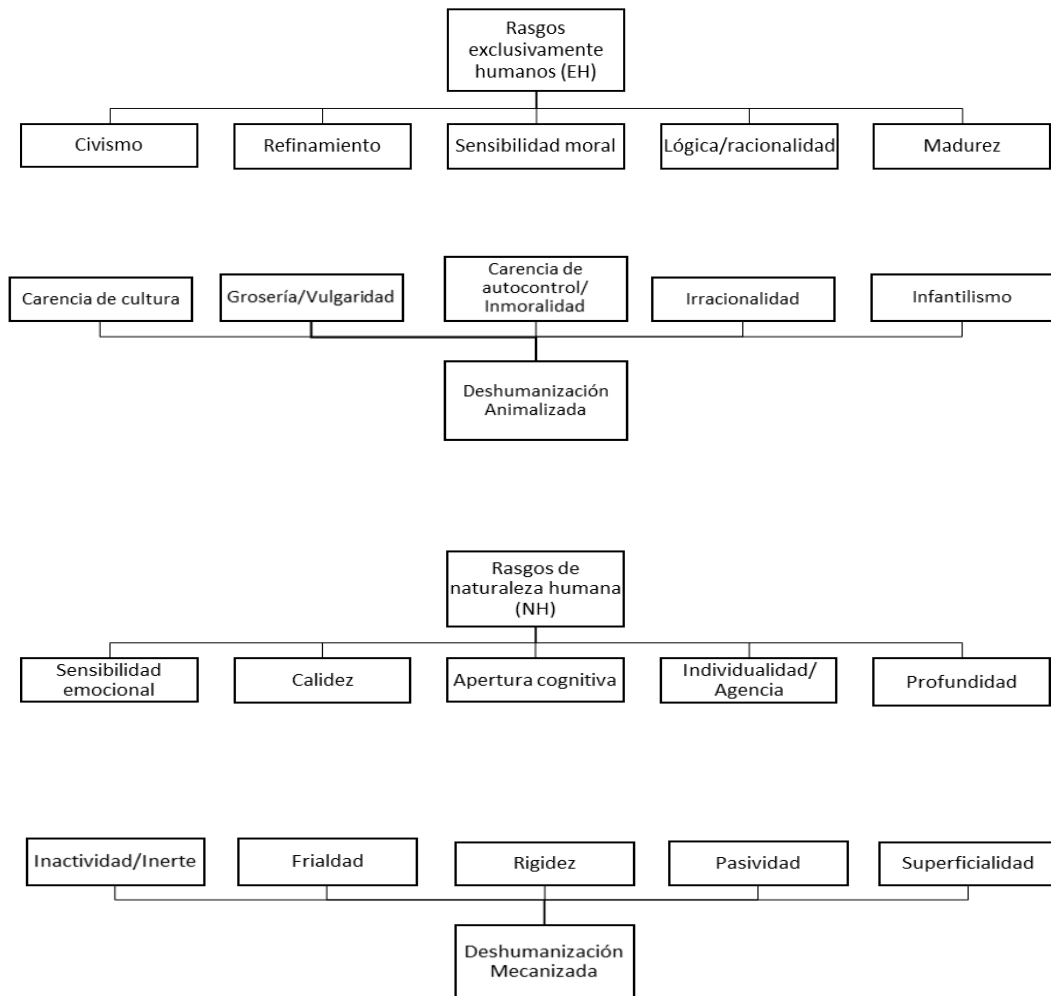 Rasgos
exclusivamente
humanos (EH)
Civismo
Refinamiento
Sensibilidad moral
Lógica/racionalidad
Madurez
Carencia de cultura
Grosería/Vulgaridad
Carencia de
autocontrol/
Inmoralidad
Irracionalidad
Infantilismo
Deshumanización
Animalizada
Rasgos de
naturaleza humana
(NH)
Sensibilidad
emocional
Calidez
Apertura cognitiva
Individualidad/
Agencia
Profundidad
Inactividad/Inerte
Frialdad
Rigidez
Pasividad
Superficialidad
Deshumanización
Mecanizada